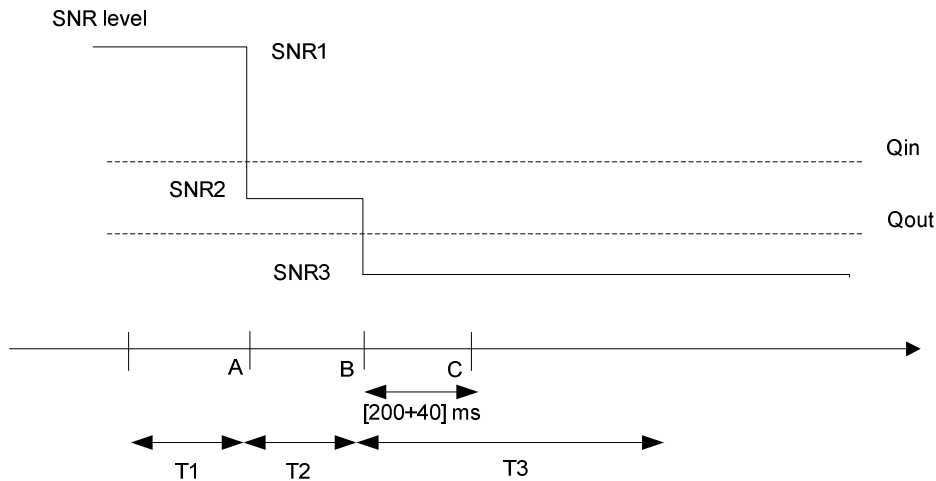 SNR level
SNR1
Qin
SNR2
Qout
SNR3
A
B
C
[200+40] ms
T1
T2
T3